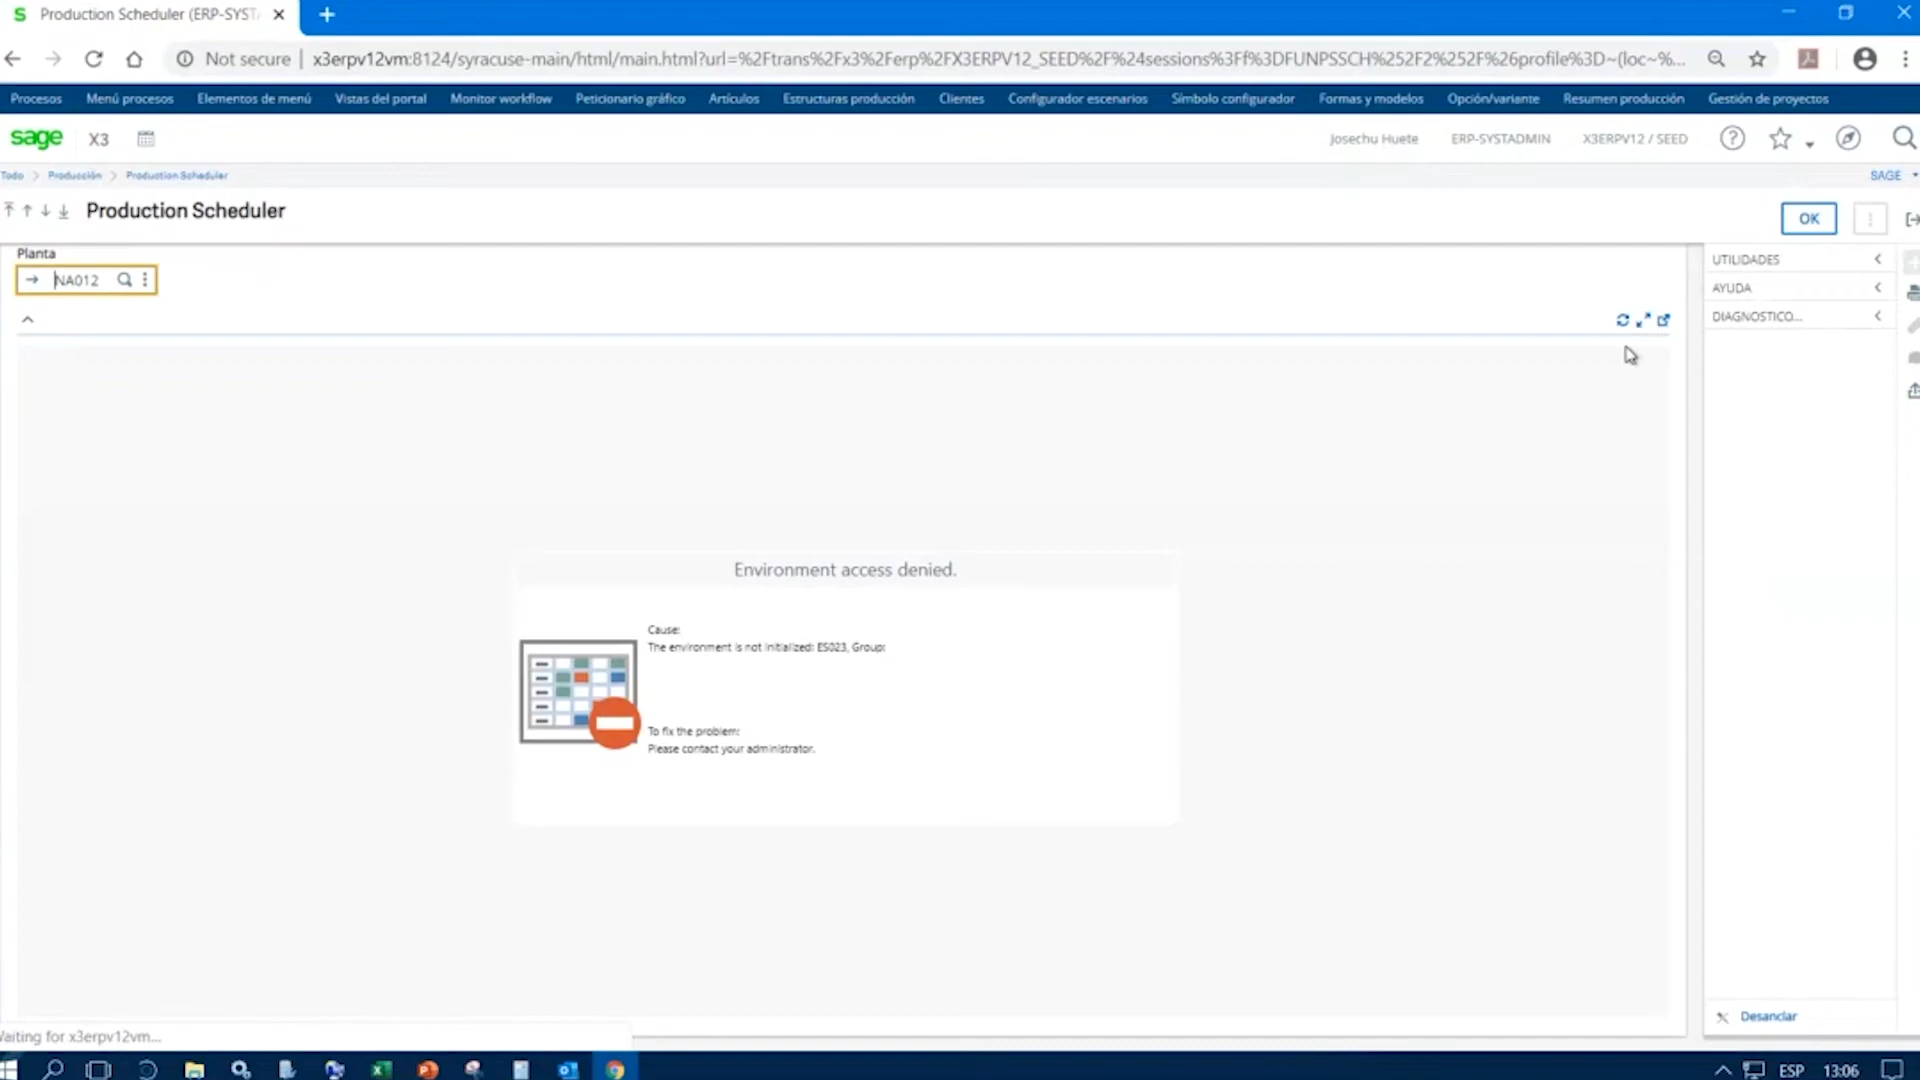 Production Scheduler (ERP-SYST
Not secure
x3erpv12vm:8124/syracuse-main/html/main.html?url=%2Ftrans%2Fx3%2Ferp%2FX3ERPV12_SEED%2F%24sessions%3Ff%3DFUNPSSCH%252F2%252F%26profile%3D~(loc~%...
Procesos Menú procesos Elementos de menú Vistas del portal Monitor workflow Peticionario gráfico Artículos Estructuras producción Clientes Configurador escenarios Símbolo configurador Formas y modelos Opción/variante Resumen producción Gestión de proyectos
sage X3 Josechu Huete ERP-SYSTADMIN X3ERPV12 / SEED
Todo Producción Production Scheduler SAGE
Production Scheduler OK
Planta
NA012
UTILIDADES
AYUDA
DIAGNOSTICO...
Environment access denied.
Cause:
The environment is not initialized: ES023, Group:
To fix the problem:
Please contact your administrator.
Desanclar
Waiting for x3erpv12vm...
ESP 13:06